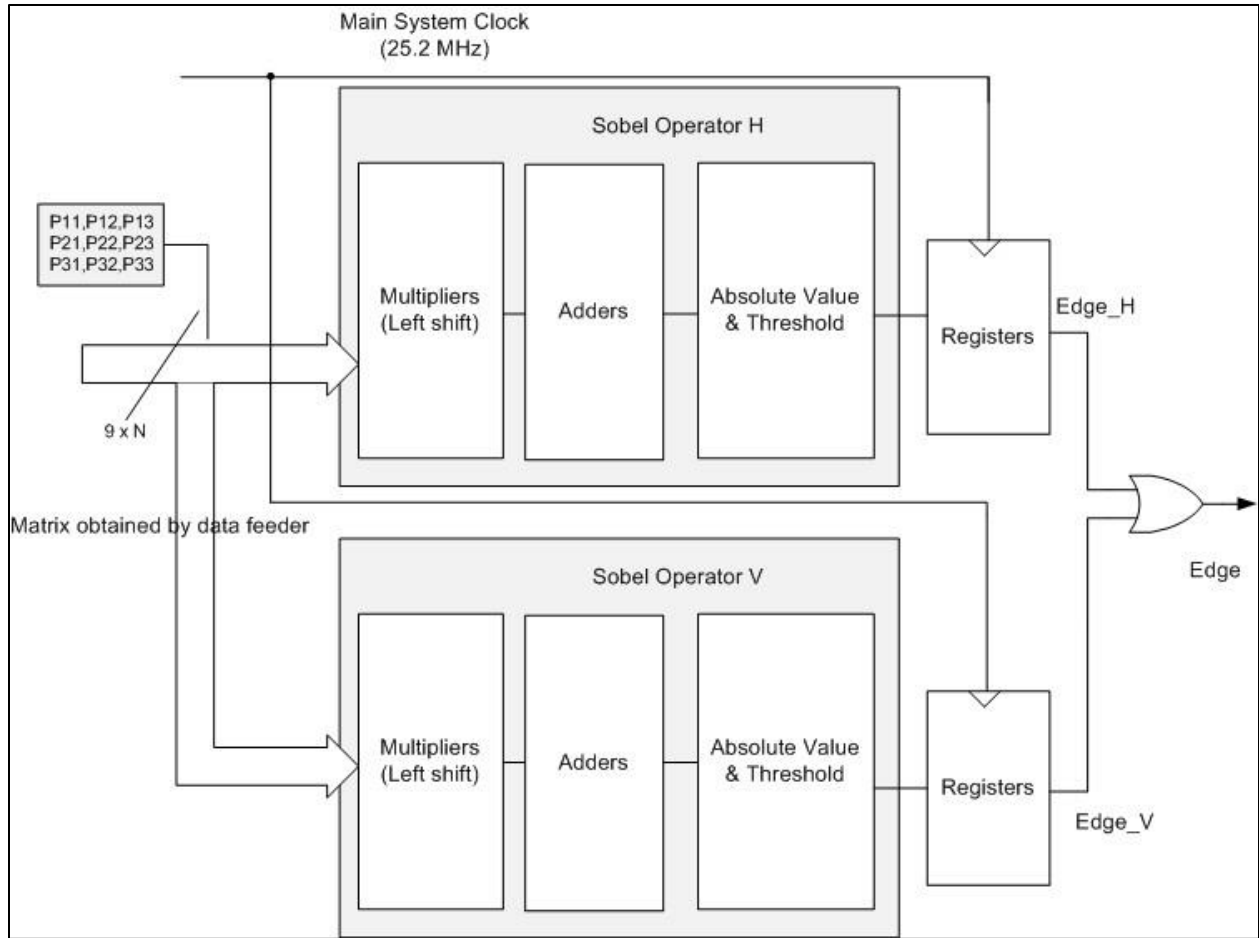 Main System Clock
(25.2 MHz)
Sobel Operator H
P11,P12,P13
P21,P22,P23
P31,P32,P33
Multipliers
(Left shift)
Adders
Absolute Value
& Threshold
Registers
Edge_H
9 x N
Matrix obtained by data feeder
Edge
Sobel Operator V
Multipliers
(Left shift)
Adders
Absolute Value
& Threshold
Registers
Edge_V